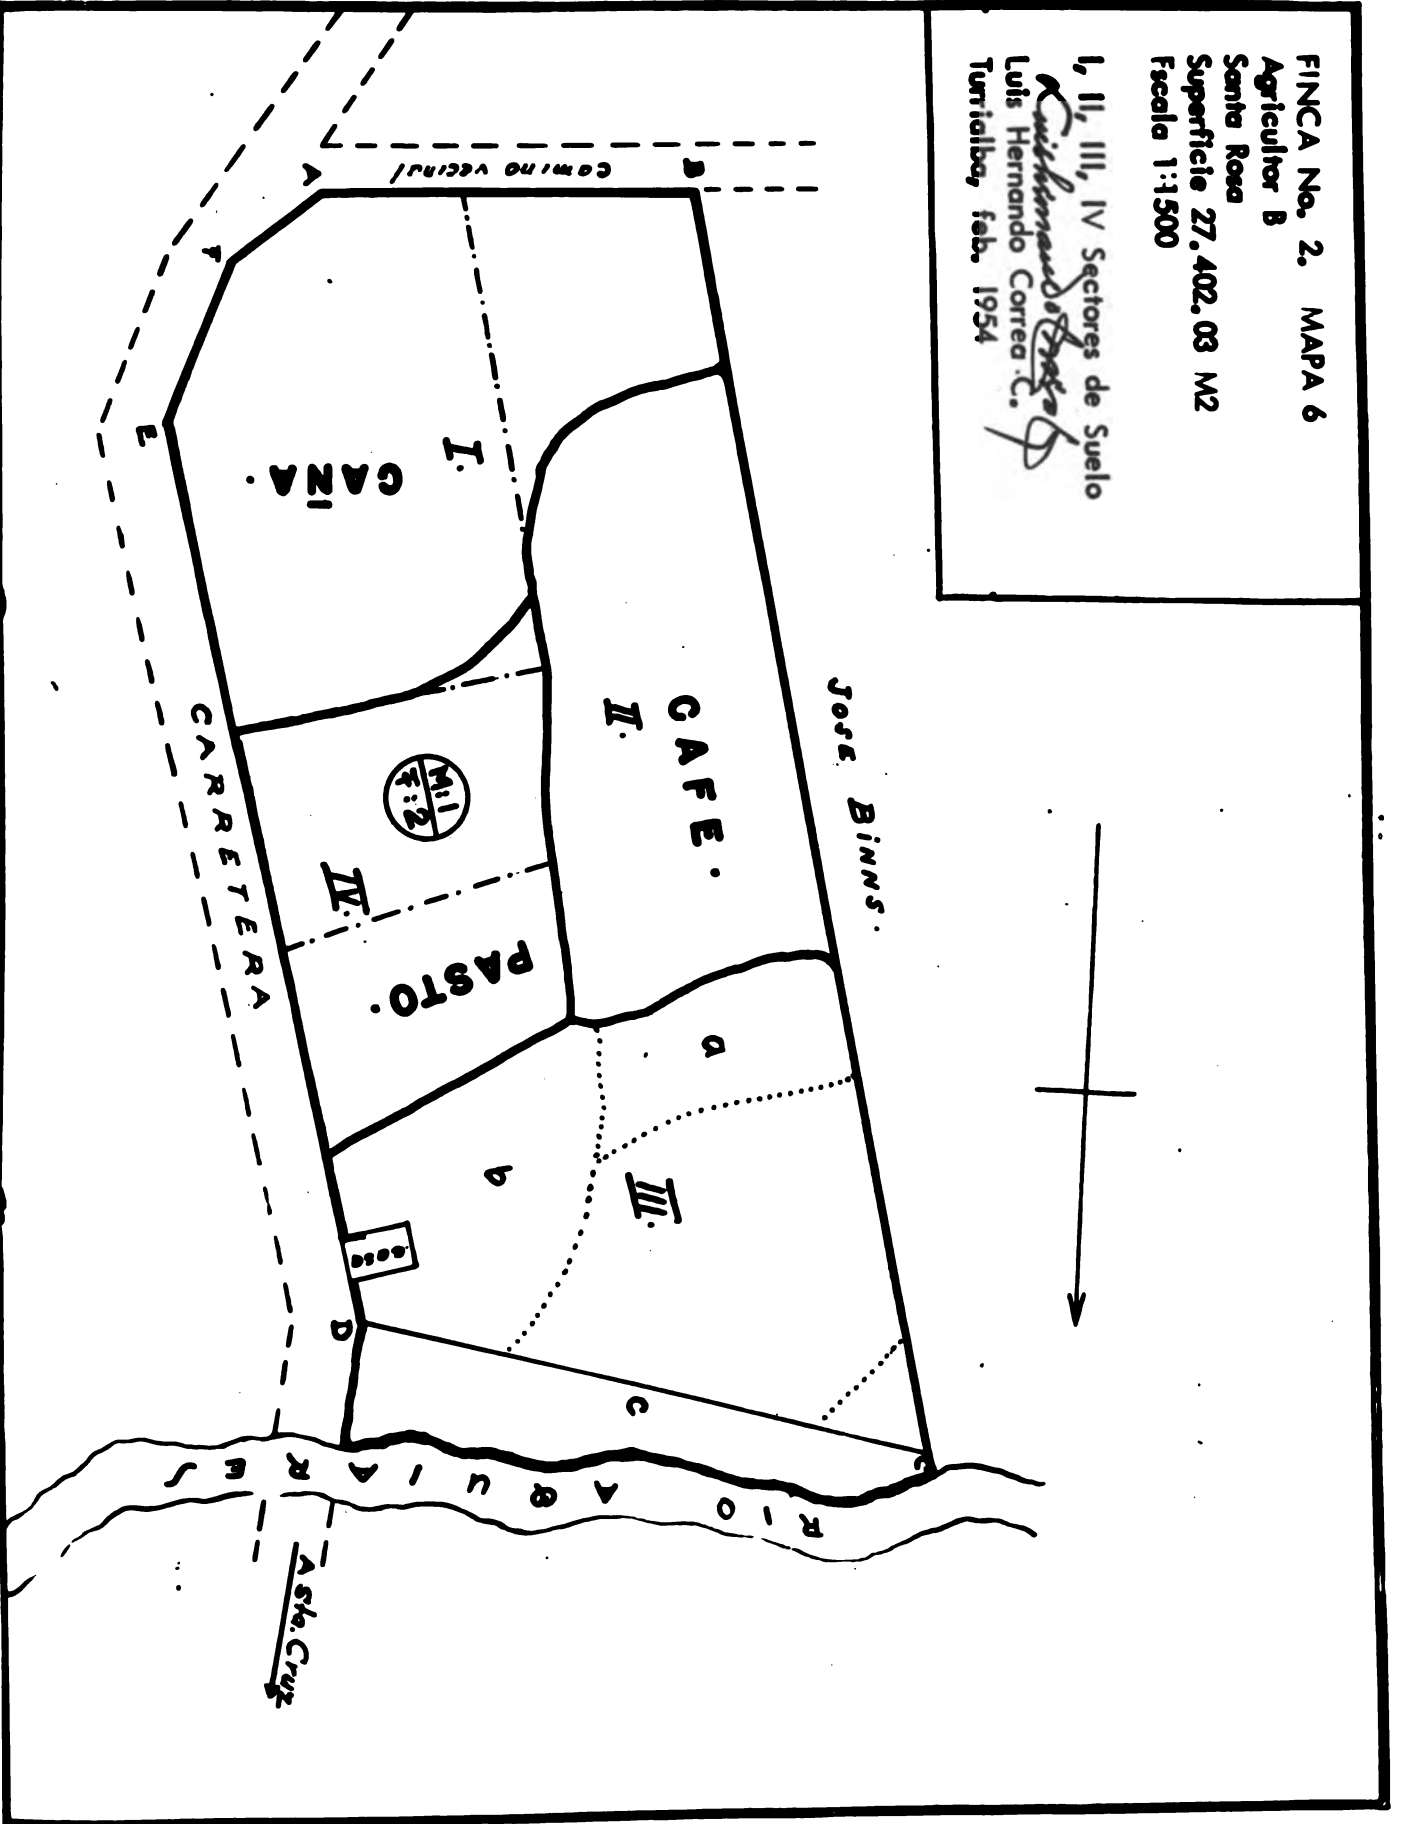 FINCA No. 2. MAPA 6
Agricultor B
Santa Rosa
Superficie 27.402.03 M2
Escala 1:1500
I, II, III, IV Sectores de Suelo
Luis Hernando Correa C.
Turrialba, feb. 1954
JOSE BINNS.
CAFE.
II.
B
camino vecinal
A
F
E
I.
CAÑA.
M:1
F:2
IV.
PASTO.
CARRETERA
a
III.
b
casa
D
c
C
RIO AQUIARES
A Sta. Cruz